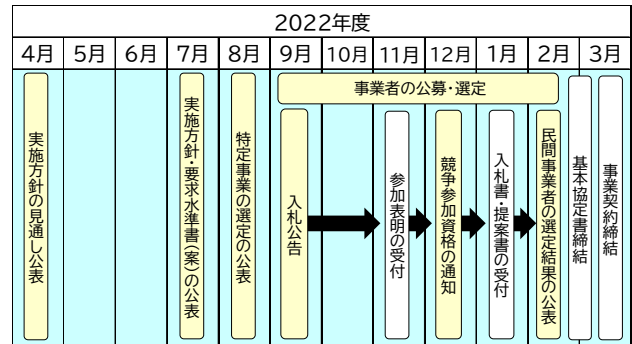 2022年度
4月 5月 6月 7月 8月 9月 10月 11月 12月 1月 2月 3月
事業者の公募・選定
実施方針の見通し公表
実施方針・要求水準書(案)の公表
特定事業の選定の公表
入札公告
参加表明の受付
競争参加資格の通知
入札書・提案書の受付
民間事業者の選定結果の公表
基本協定書締結
事業契約締結